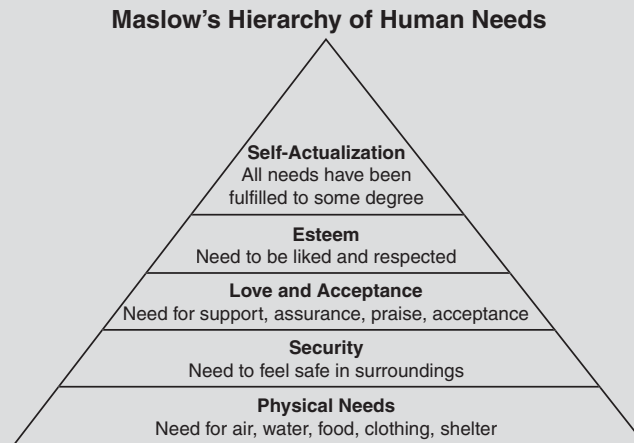 Maslow’s Hierarchy of Human Needs
Self-Actualization
All needs have been
fulfilled to some degree
Esteem
Need to be liked and respected
Love and Acceptance
Need for support, assurance, praise, acceptance
Security
Need to feel safe in surroundings
Physical Needs
Need for air, water, food, clothing, shelter